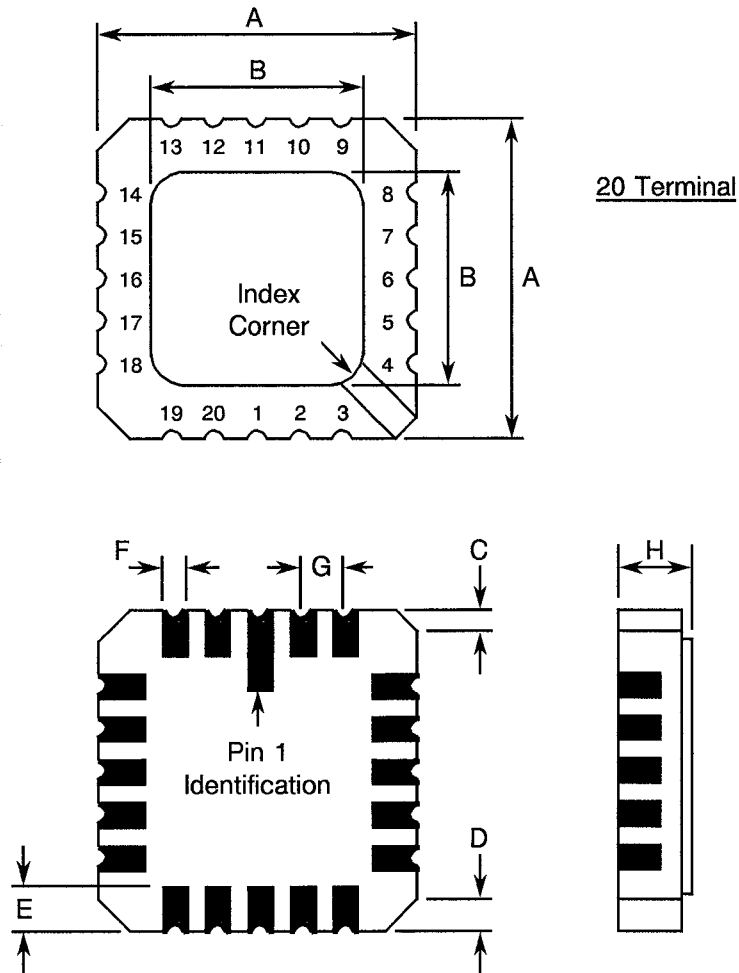 A
B
13 12 11 10 9
20 Terminal
14 8
15 7
B A
16 6
Index
Corner
17 5
18 4
19 20 1 2 3
F G C H
Pin 1
Identification
D
E